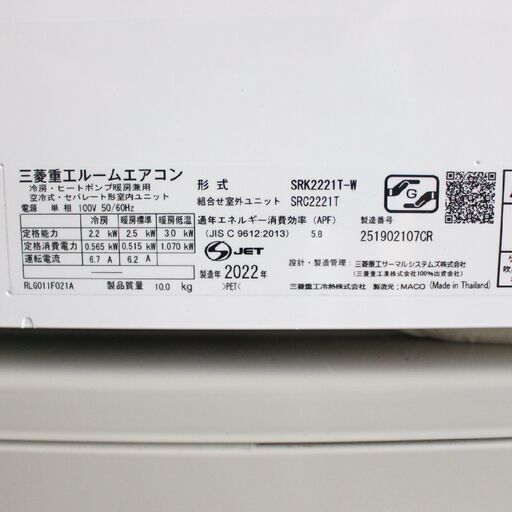 三菱重工ルームエアコン
冷房・ヒートポンプ暖房兼用
空冷式・セパレート形室内ユニット
電源 単相 100V 50/60Hz
形式 SRK2221T-W
組合せ室外ユニット SRC2221T
冷房 暖房標準 暖房低温
定格能力 2.2 kW 2.5 kW 3.0 kW
定格消費電力 0.565 kW 0.515 kW 1.070 kW
運転電流 6.7 A 6.2 A
RLG011F021A 製品質量 10.0 kg
通年エネルギー消費効率 (APF)
(JIS C 9612:2013) 5.8
S JET
製造年 2022年
>PET<
G
製造番号
251902107CR
設計・製造管理：三菱重工サーマルシステムズ株式会社
(三菱重工業株式会社100%出資会社)
三菱重工冷熱株式会社 製造元：MACO (Made in Thailand)